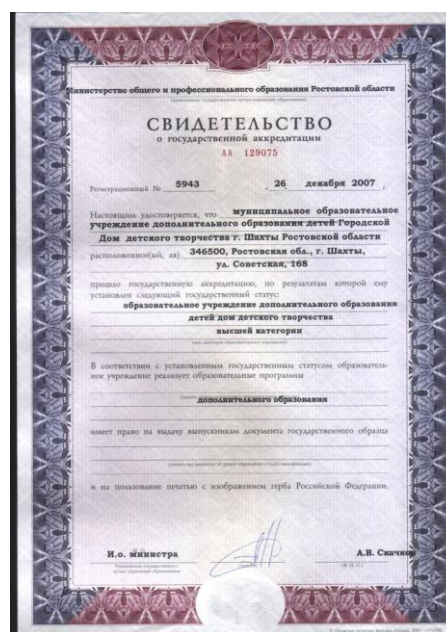 Министерство общего и профессионального образования Ростовской области
СВИДЕТЕЛЬСТВО
о государственной аккредитации
АА 129075
Регистрационный № 5943 « 26 декабря 2007 г.
Настоящим удостоверяется, что муниципальное образовательное
учреждение дополнительного образования детей Городской
Дом детского творчества г. Шахты Ростовской области
расположенное(ый, ая) 346500, Ростовская обл., г. Шахты,
ул. Советская, 168
прошло государственную аккредитацию, по результатам которой ему
установлен следующий государственный статус:
образовательное учреждение дополнительного образования
детей дом детского творчества
высшей категории
В соответствии с установленным государственным статусом образователь-
ное учреждение реализует образовательные программы
дополнительного образования
имеет право на выдачу выпускникам документа государственного образца
и на пользование печатью с изображением герба Российской Федерации.
И.о. министра А.В. Скачков